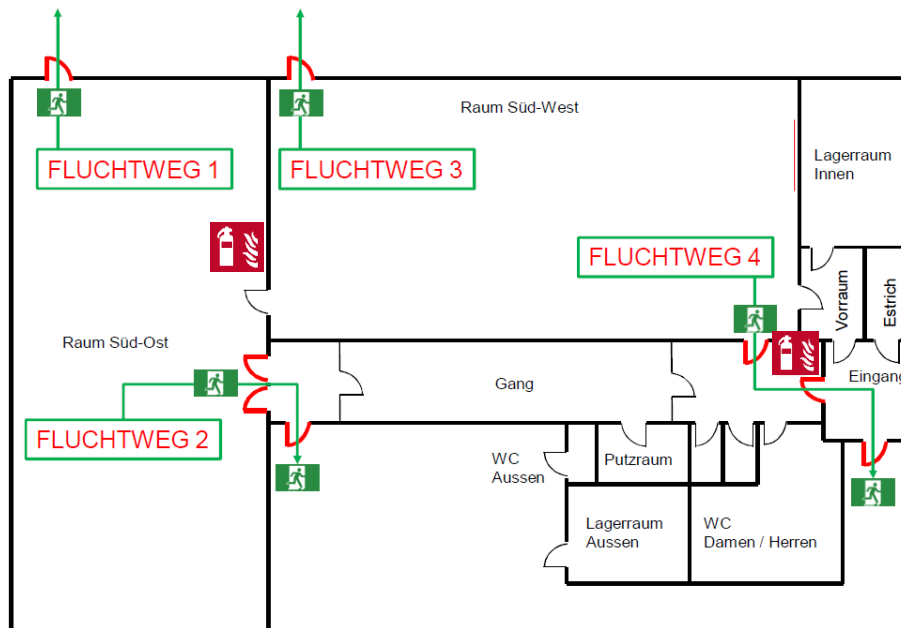 FLUCHTWEG 1
FLUCHTWEG 3
Raum Süd-West
Lagerraum
Innen
FLUCHTWEG 4
Vorraum
Estrich
Raum Süd-Ost
Gang
Eingang
FLUCHTWEG 2
WC
Aussen
Putzraum
Lagerraum
Aussen
WC
Damen / Herren